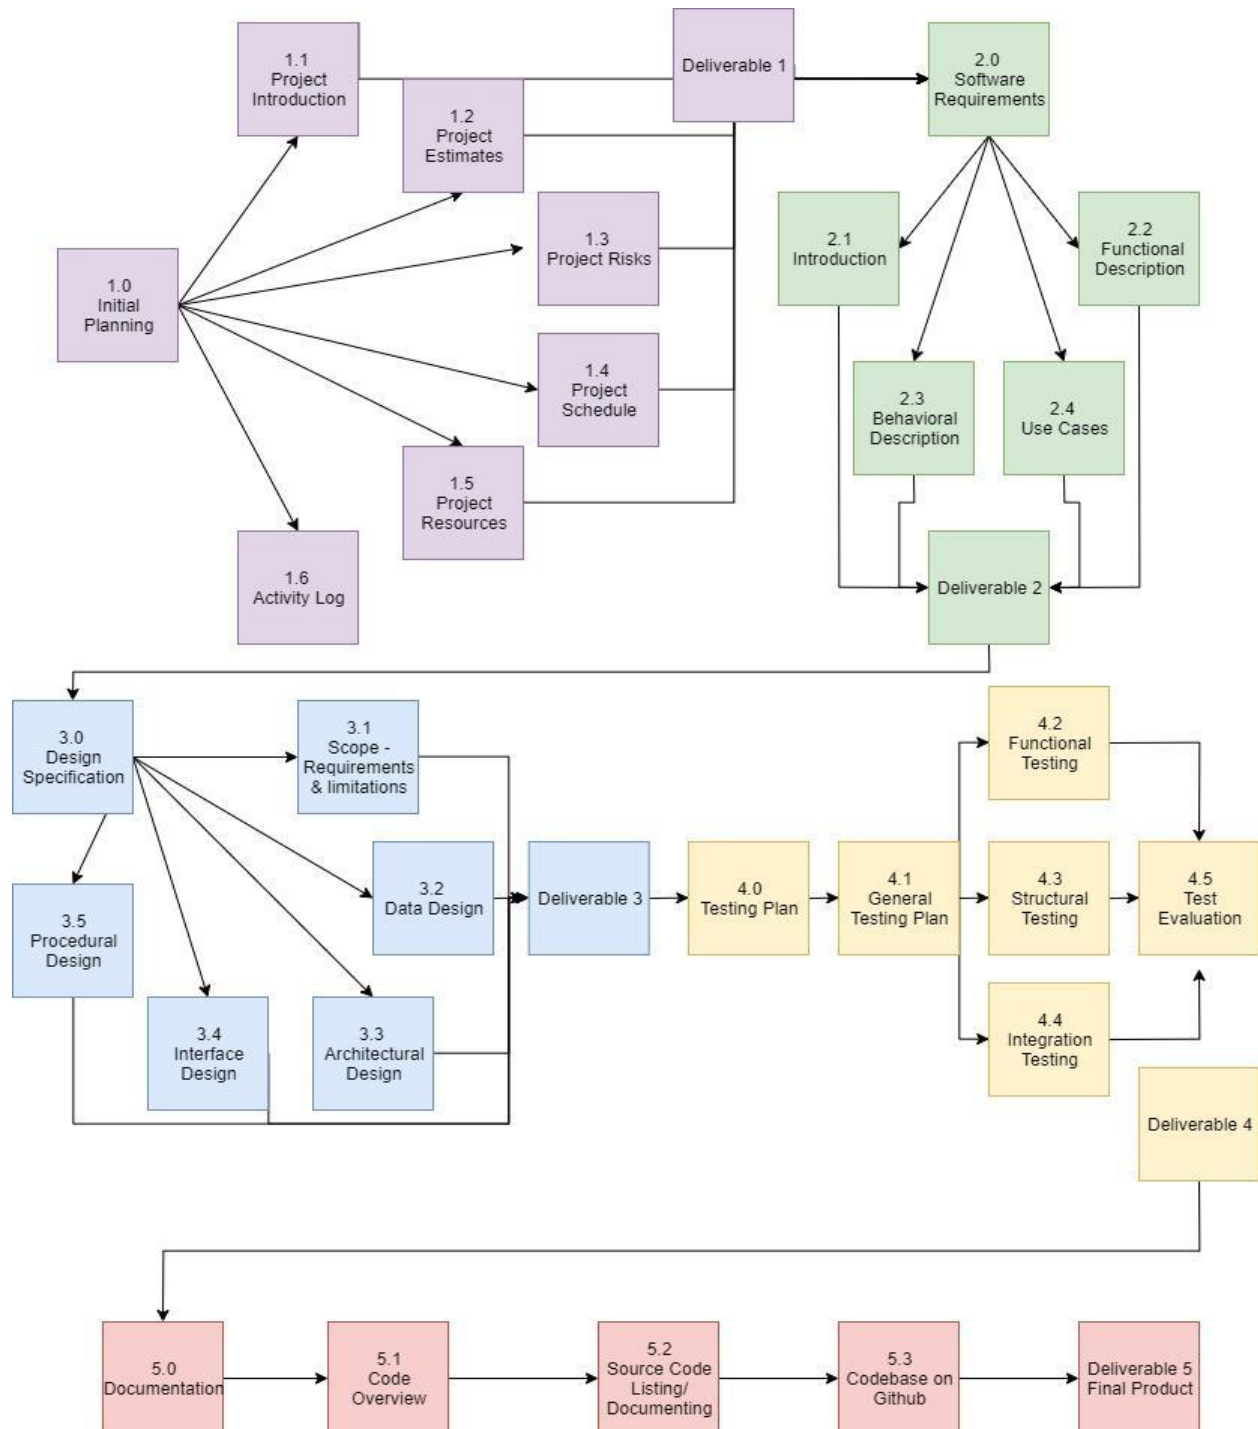 1.1
Project
Introduction
Deliverable 1
2.0
Software
Requirements
1.2
Project
Estimates
1.3
Project Risks
2.1
Introduction
2.2
Functional
Description
1.0
Initial
Planning
1.4
Project
Schedule
2.3
Behavioral
Description
2.4
Use Cases
1.5
Project
Resources
1.6
Activity Log
Deliverable 2
3.0
Design
Specification
3.1
Scope -
Requirements
& limitations
4.2
Functional
Testing
3.5
Procedural
Design
3.2
Data Design
Deliverable 3
4.0
Testing Plan
4.1
General
Testing Plan
4.3
Structural
Testing
4.5
Test
Evaluation
3.4
Interface
Design
3.3
Architectural
Design
4.4
Integration
Testing
Deliverable 4
5.0
Documentation
5.1
Code
Overview
5.2
Source Code
Listing/
Documenting
5.3
Codebase on
Github
Deliverable 5
Final Product